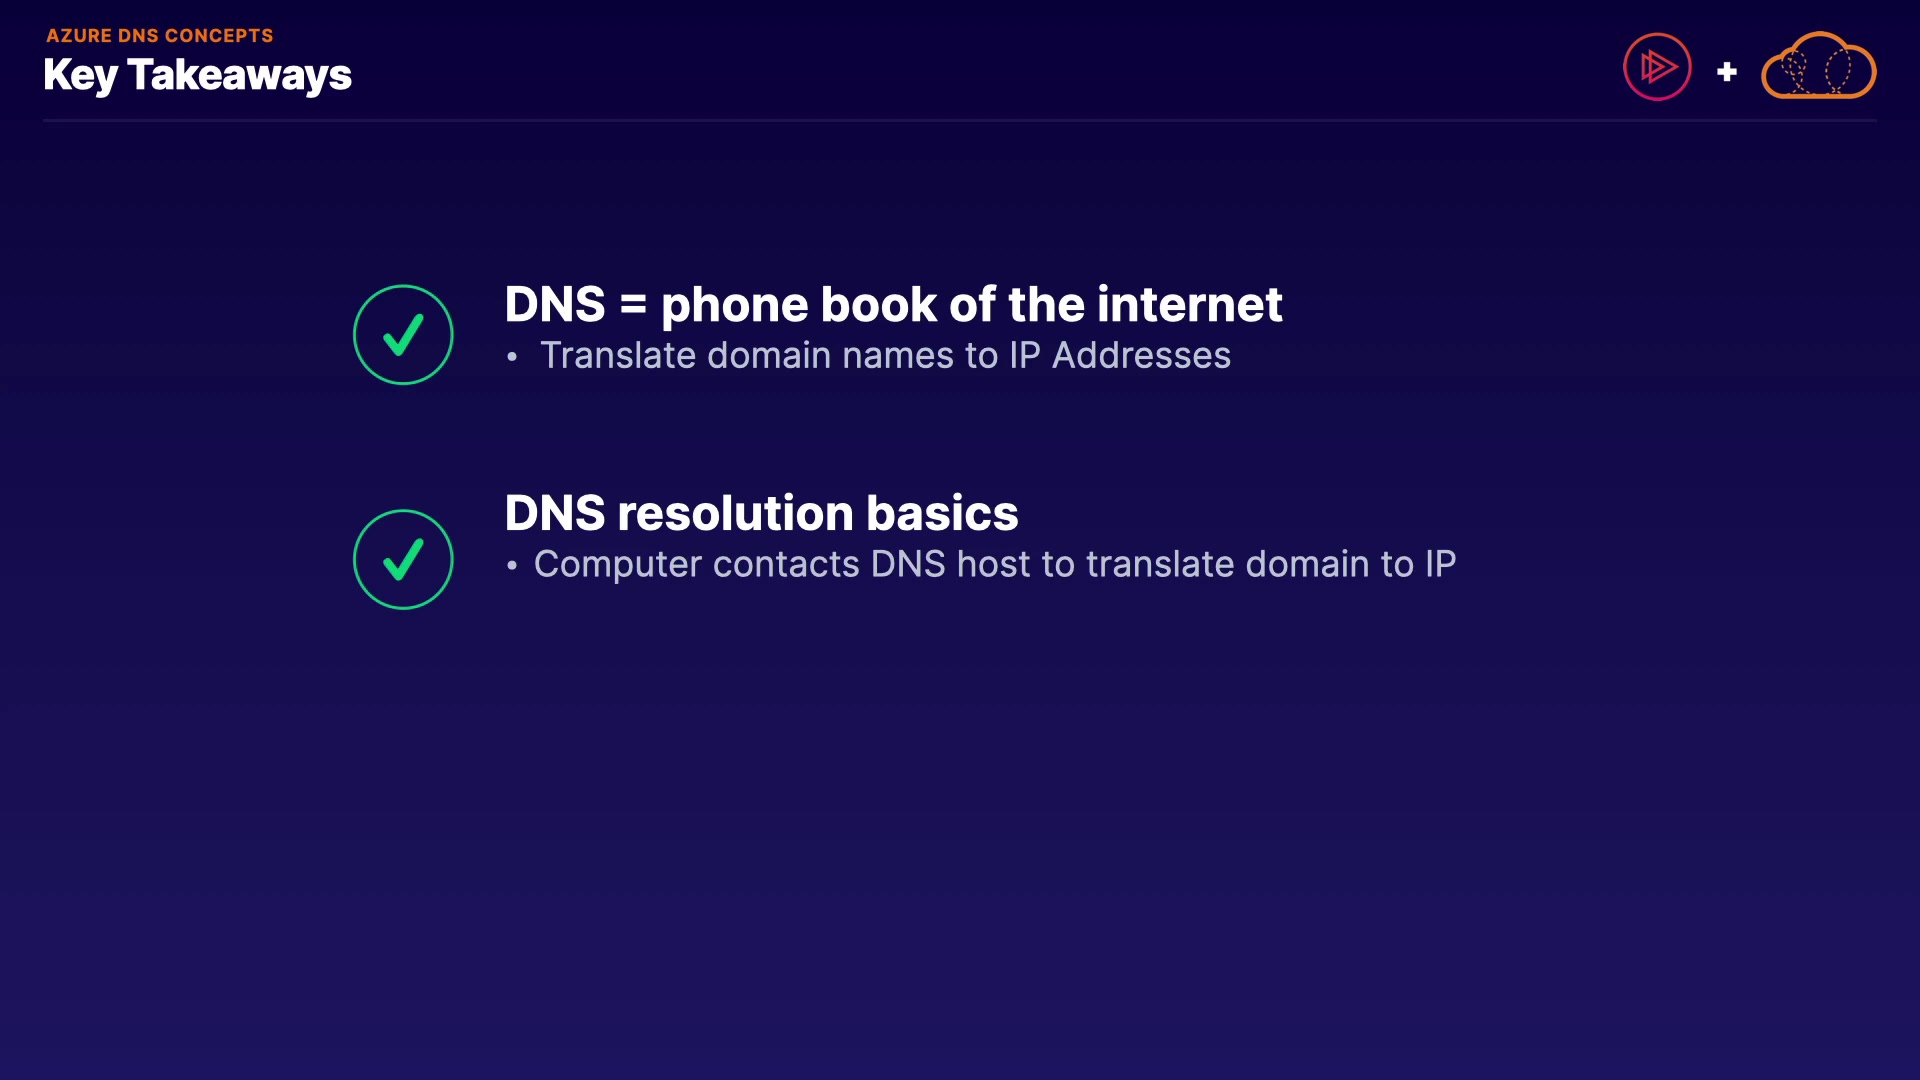 AZURE DNS CONCEPTS
Key Takeaways
+
DNS = phone book of the internet
• Translate domain names to IP Addresses
DNS resolution basics
• Computer contacts DNS host to translate domain to IP